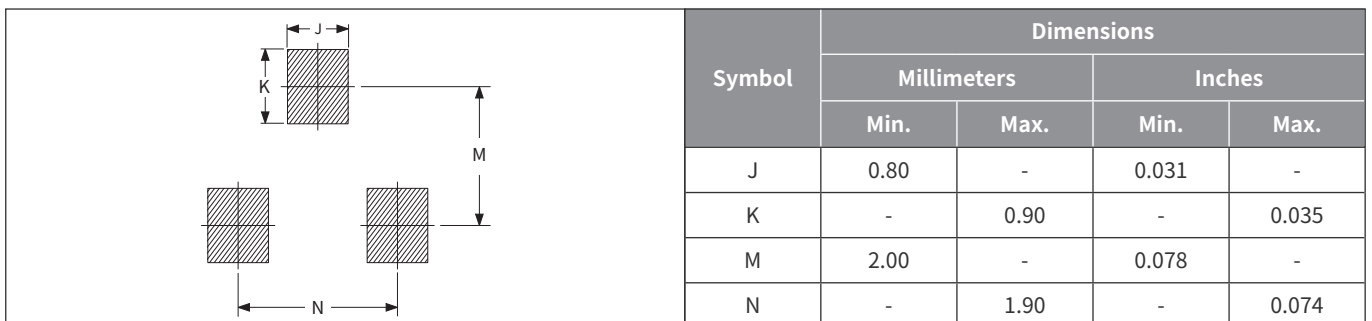 J
K
M
N
Dimensions
Symbol Millimeters Inches
Min. Max. Min. Max.
J 0.80 - 0.031 -
K - 0.90 - 0.035
M 2.00 - 0.078 -
N - 1.90 - 0.074